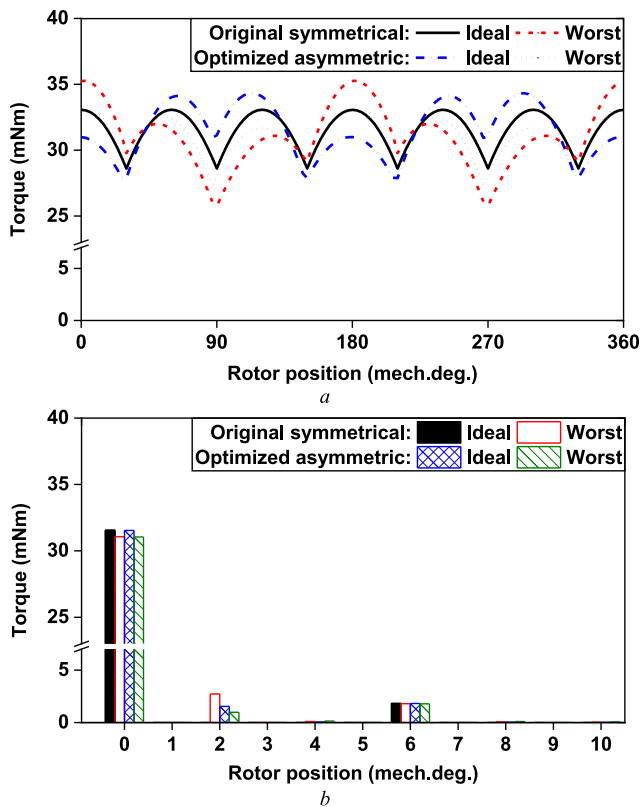 40
35
30
25
5
0
Torque (mNm)
Original symmetrical: Ideal Worst
Optimized asymmetric: Ideal Worst
0 90 180 270 360
Rotor position (mech.deg.)
a
40
35
30
25
5
0
Torque (mNm)
Original symmetrical: Ideal Worst
Optimized asymmetric: Ideal Worst
0 1 2 3 4 5 6 7 8 9 10
Rotor position (mech.deg.)
b